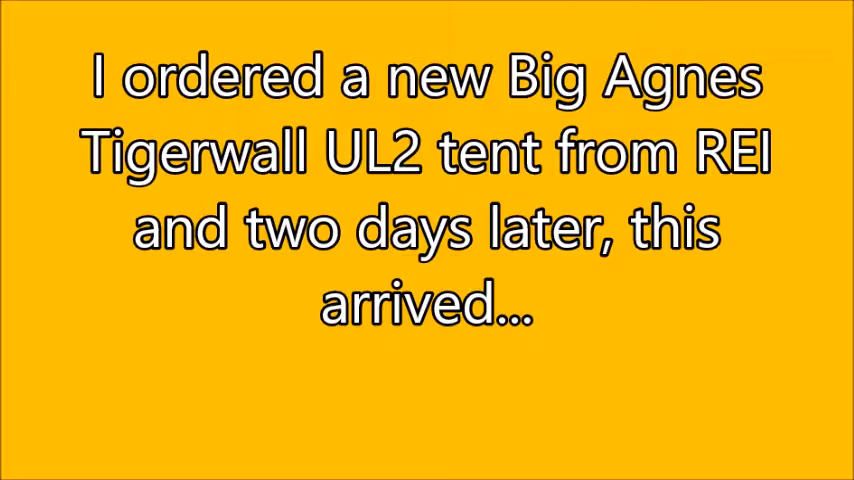 I ordered a new Big Agnes
Tigerwall UL2 tent from REI
and two days later, this
arrived...